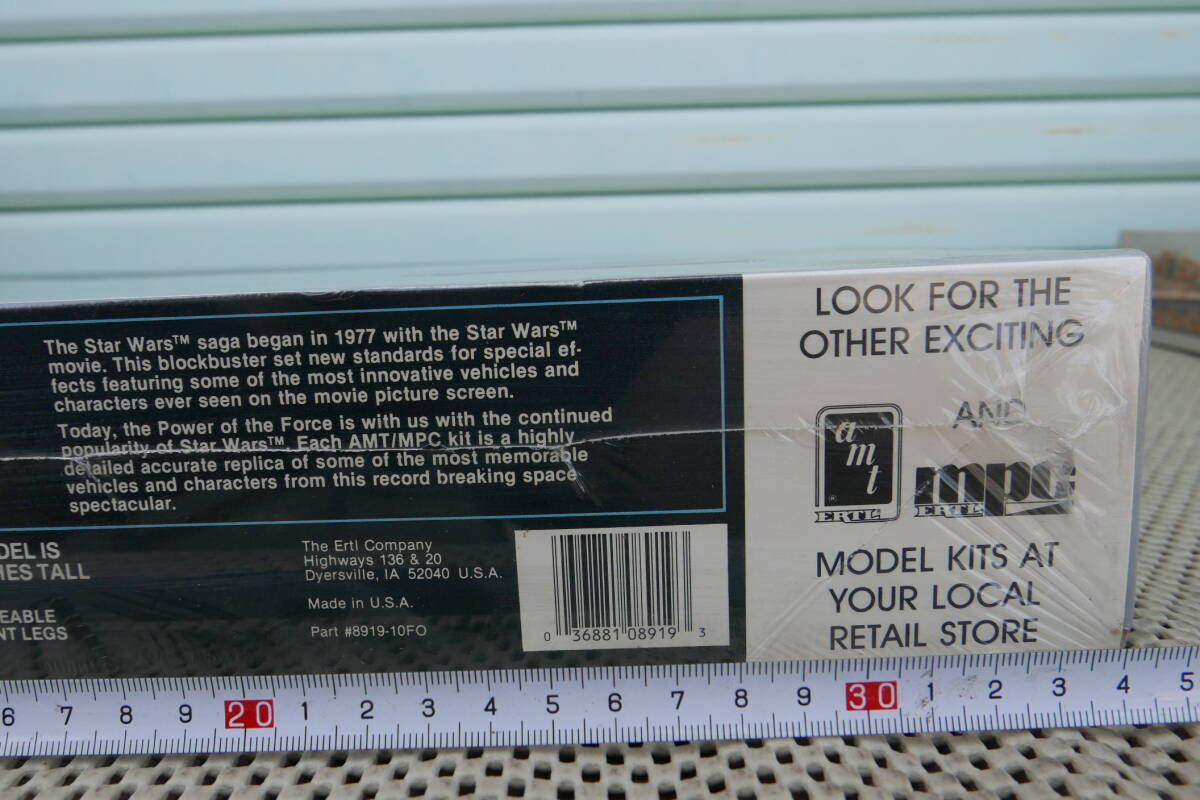 The Star Wars™ saga began in 1977 with the Star Wars™
movie. This blockbuster set new standards for special ef-
fects featuring some of the most innovative vehicles and
characters ever seen on the movie picture screen.
Today, the Power of the Force is with us with the continued
popularity of Star Wars™. Each AMT/MPC kit is a highly
detailed accurate replica of some of the most memorable
vehicles and characters from this record breaking space
spectacular.
DEL IS
HES TALL
EABLE
NT LEGS
The Ertl Company
Highways 136 & 20
Dyersville, IA 52040 U.S.A.
Made in U.S.A.
Part #8919-10FO
0 36881 08919 3
LOOK FOR THE
OTHER EXCITING
amt
®
ERTL
AND
mpc
ERTL
MODEL KITS AT
YOUR LOCAL
RETAIL STORE
6 7 8 9 20 1 2 3 4 5 6 7 8 9 30 1 2 3 4 5